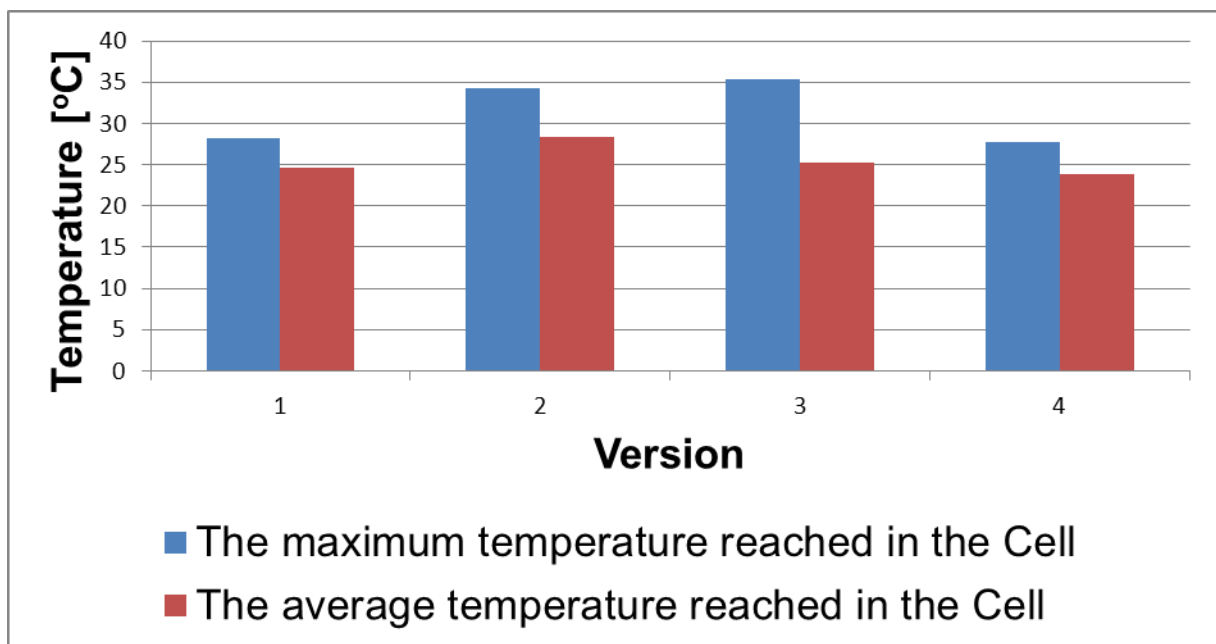 40
35
30
25
20
15
10
5
0
Temperature [ºC]
1 2 3 4
Version
The maximum temperature reached in the Cell
The average temperature reached in the Cell